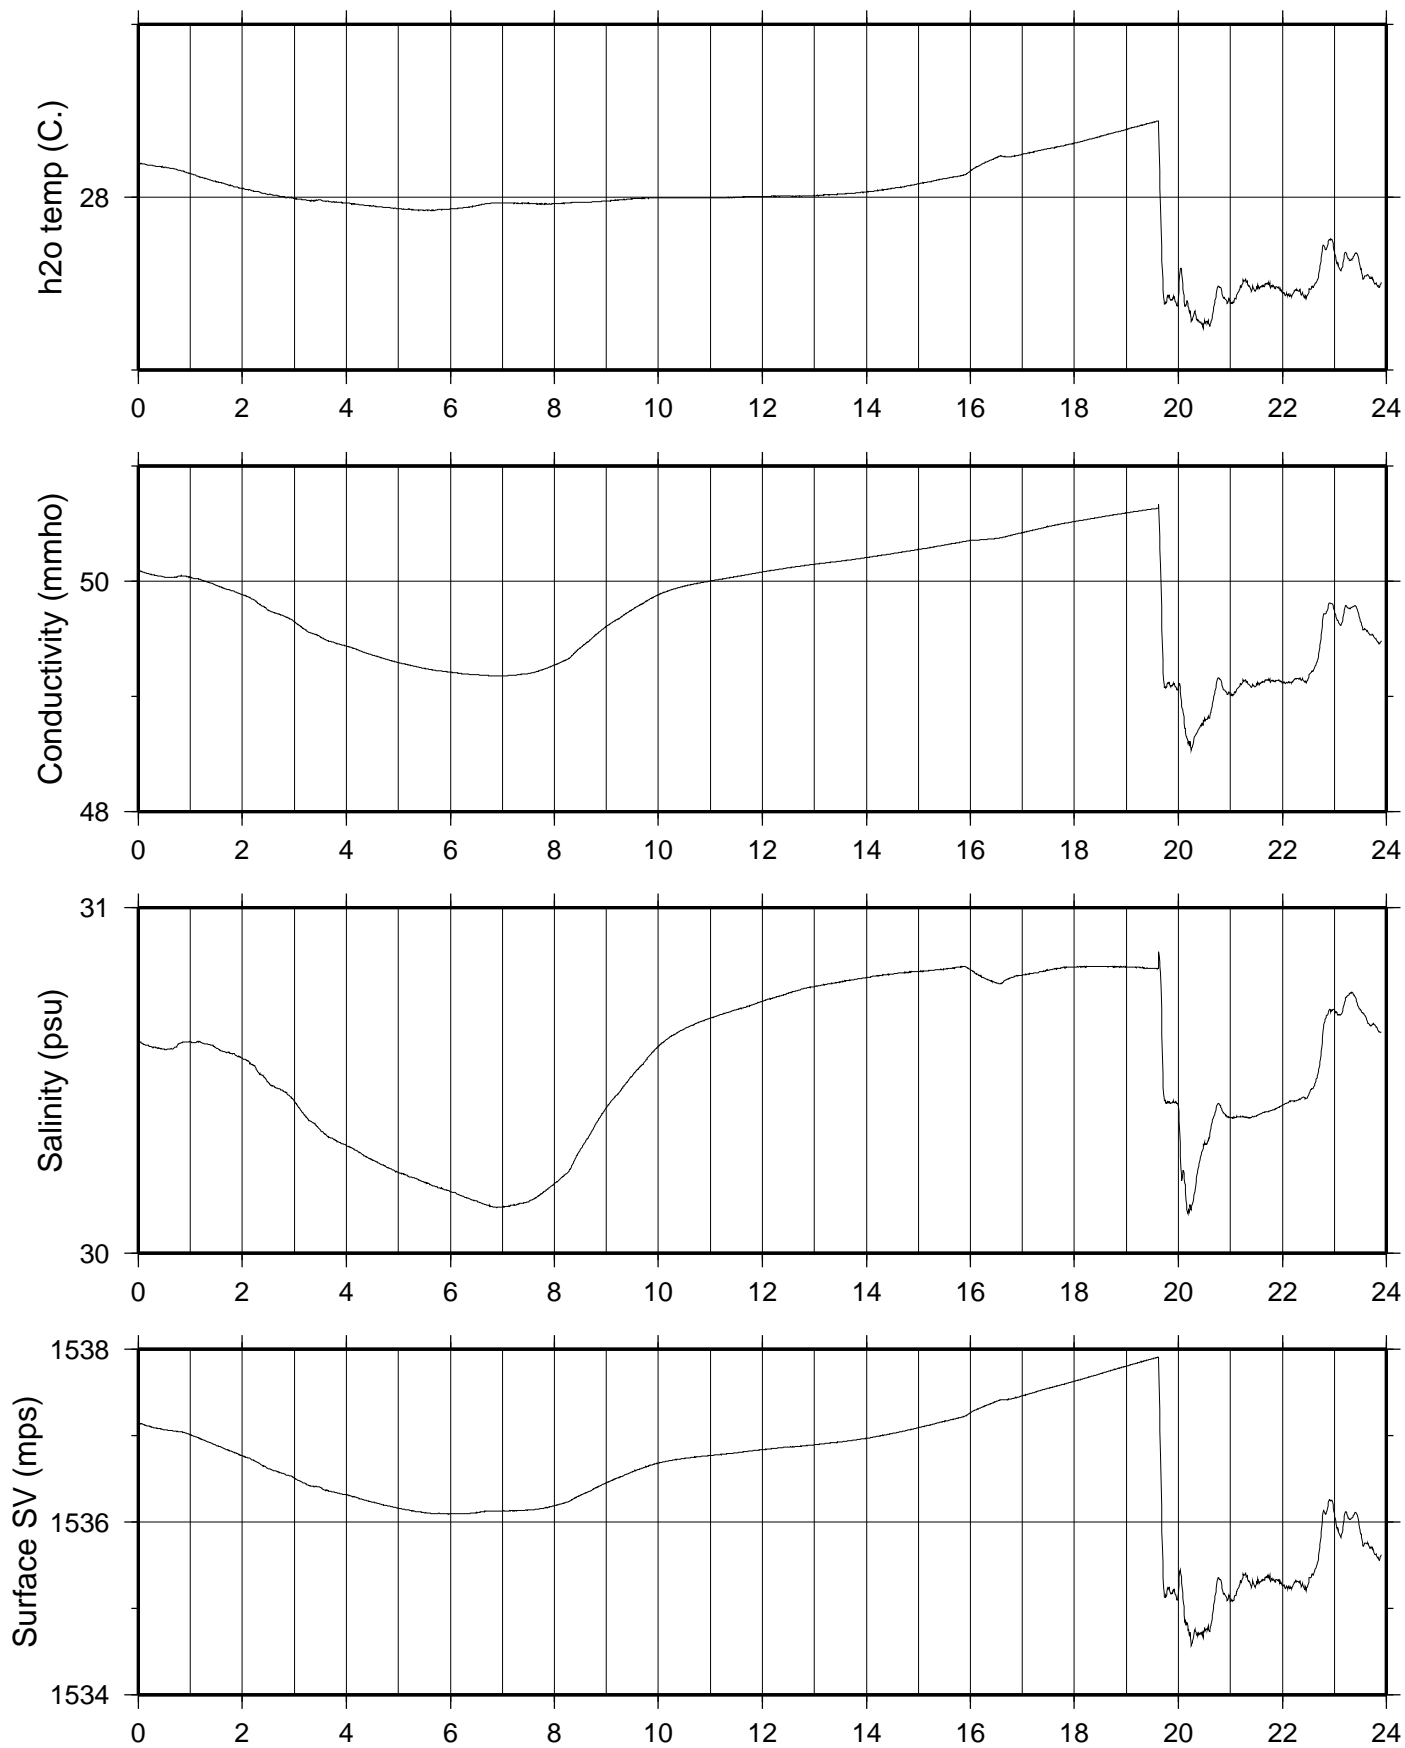 h2o temp (C.)
28
0 2 4 6 8 10 12 14 16 18 20 22 24
Conductivity (mmho)
50
48
0 2 4 6 8 10 12 14 16 18 20 22 24
Salinity (psu)
31
30
0 2 4 6 8 10 12 14 16 18 20 22 24
Surface SV (mps)
1538
1536
1534
0 2 4 6 8 10 12 14 16 18 20 22 24